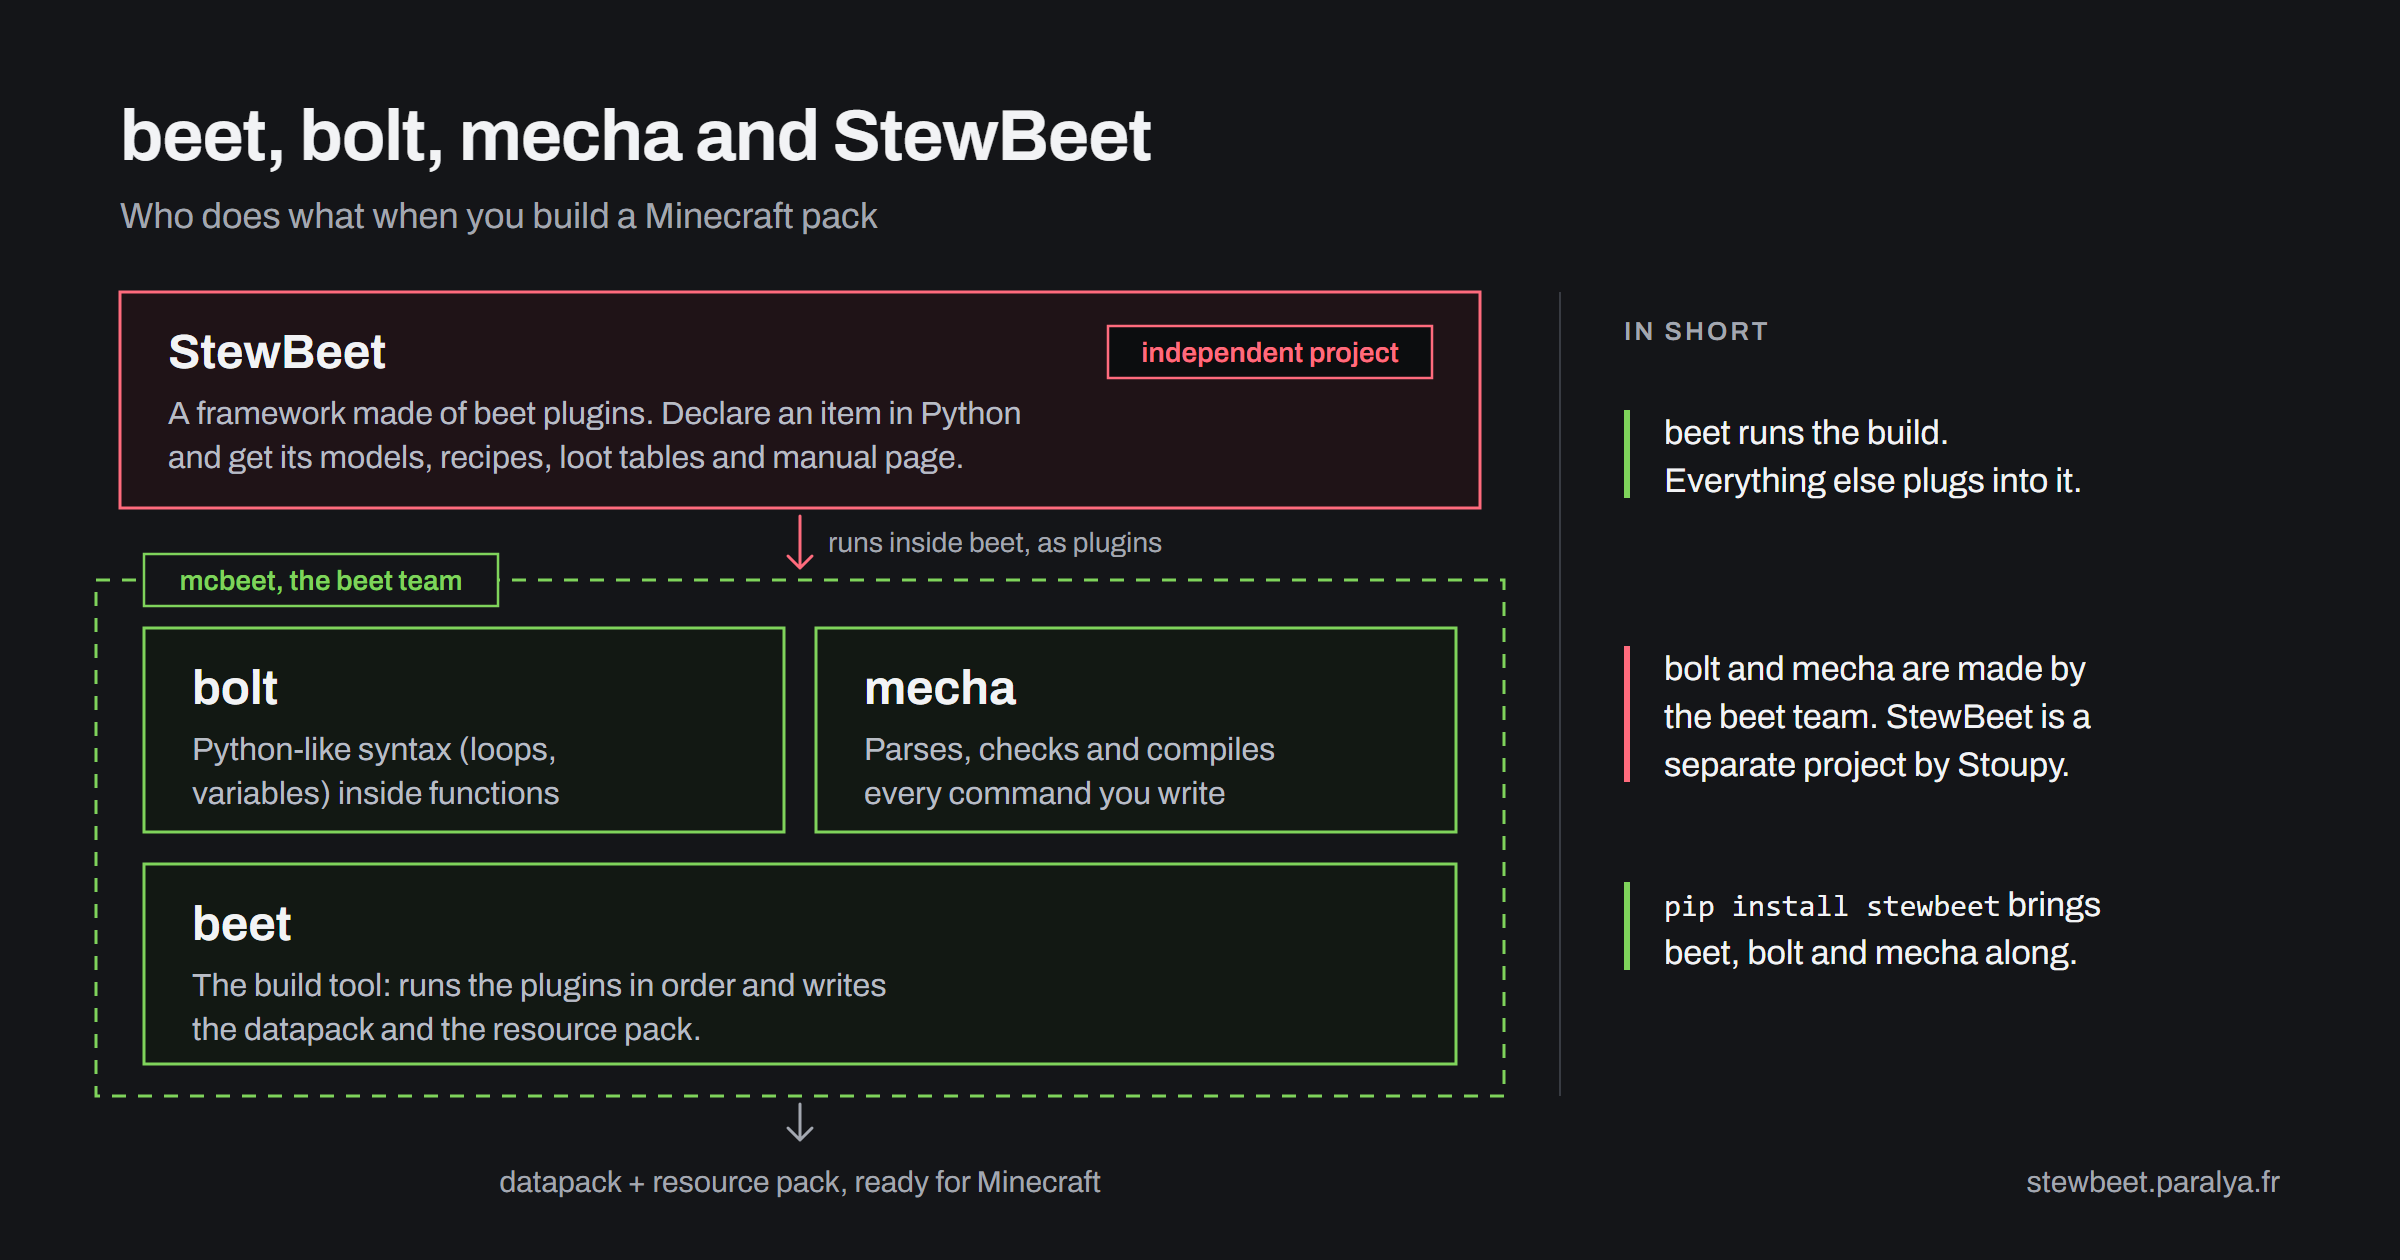 beet, bolt, mecha and StewBeet
Who does what when you build a Minecraft pack
StewBeet
independent project
A framework made of beet plugins. Declare an item in Python
and get its models, recipes, loot tables and manual page.
runs inside beet, as plugins
mcbeet, the beet team
bolt
Python-like syntax (loops,
variables) inside functions
mecha
Parses, checks and compiles
every command you write
beet
The build tool: runs the plugins in order and writes
the datapack and the resource pack.
datapack + resource pack, ready for Minecraft
IN SHORT
beet runs the build.
Everything else plugs into it.
bolt and mecha are made by
the beet team. StewBeet is a
separate project by Stoupy.
pip install stewbeet brings
beet, bolt and mecha along.
stewbeet.paralya.fr